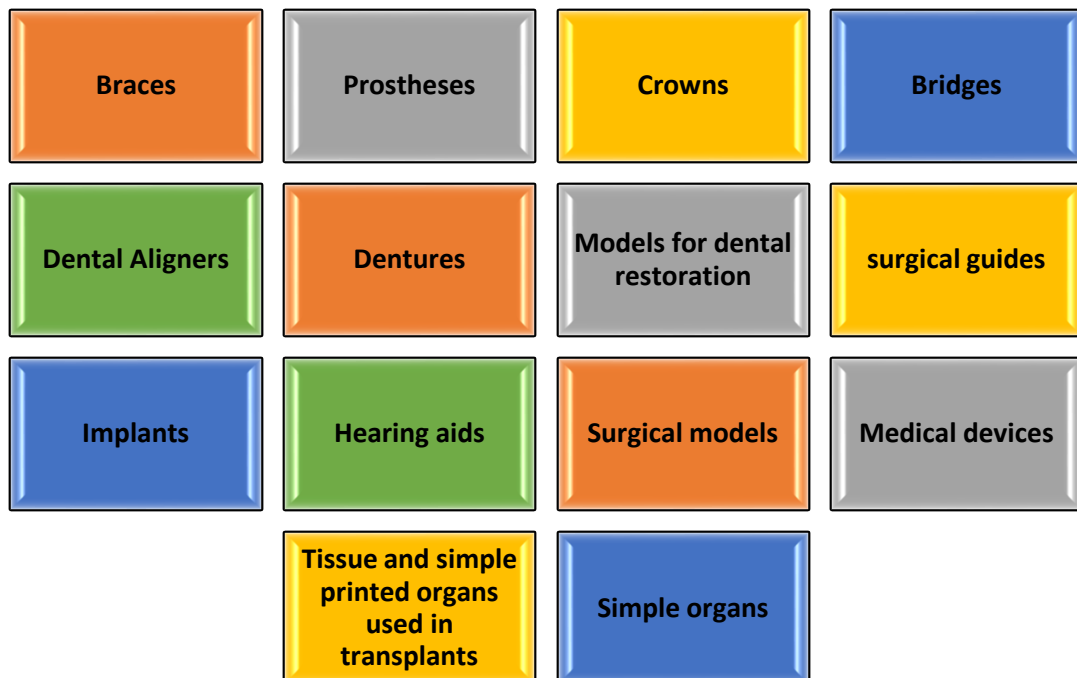 Braces
Prostheses
Crowns
Bridges
Dental Aligners
Dentures
Models for dental
restoration
surgical guides
Implants
Hearing aids
Surgical models
Medical devices
Tissue and simple
printed organs
used in
transplants
Simple organs